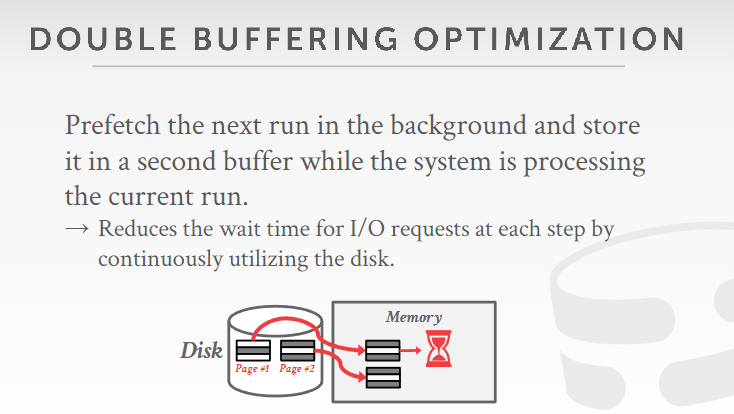 DOUBLE BUFFERING OPTIMIZATION
Prefetch the next run in the background and store
it in a second buffer while the system is processing
the current run.
→ Reduces the wait time for I/O requests at each step by
continuously utilizing the disk.
Memory
Disk
Page #1 Page #2